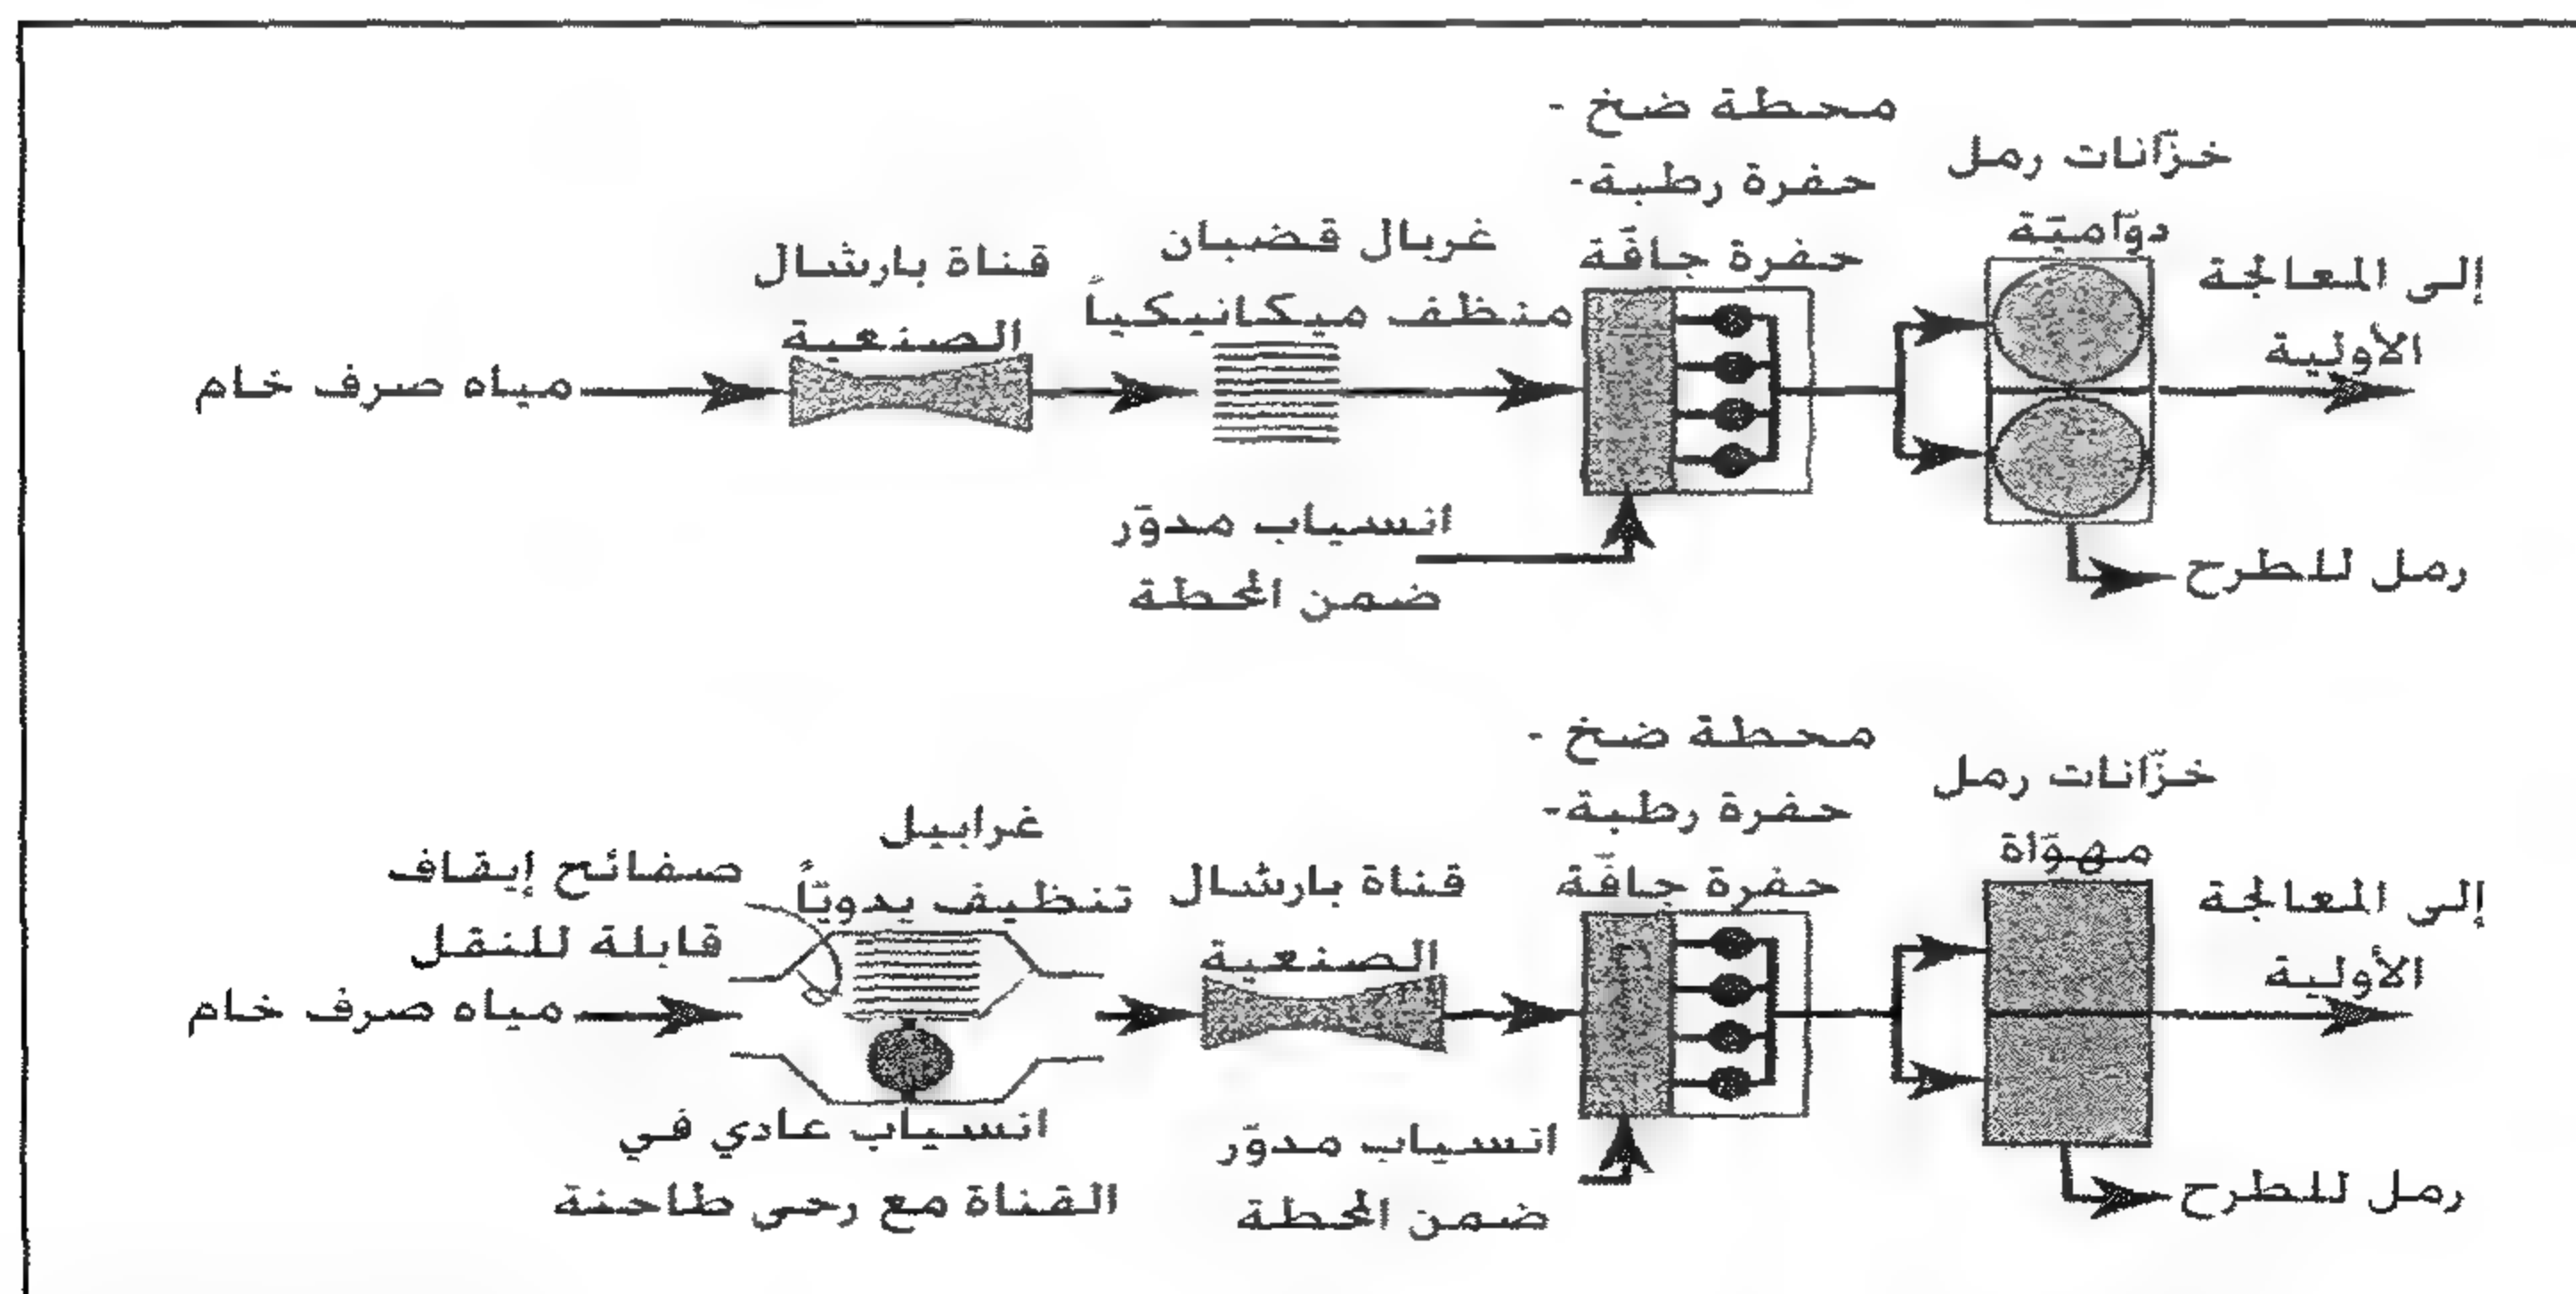 محطة ضخ -
حفرة رطبة-
حفرة جافّة
خزّانات رمل
دوّاميّة
غربال قضبان
منظف ميكانيكياً
قناة بارشال
الصنعية
إلى المعالجة
الأولية
مياه صرف خام
انسياب مدوّر
ضمن المحطة
رمل للطرح
محطة ضخ -
حفرة رطبة-
حفرة جافّة
خزّانات رمل
مهوّاة
غرابيل
تنظيف يدويّاً
صفائح إيقاف
قابلة للنقل
قناة بارشال
الصنعية
إلى المعالجة
الأولية
مياه صرف خام
انسياب عادي في
القناة مع رحى طاحنة
انسياب مدوّر
ضمن المحطة
رمل للطرح